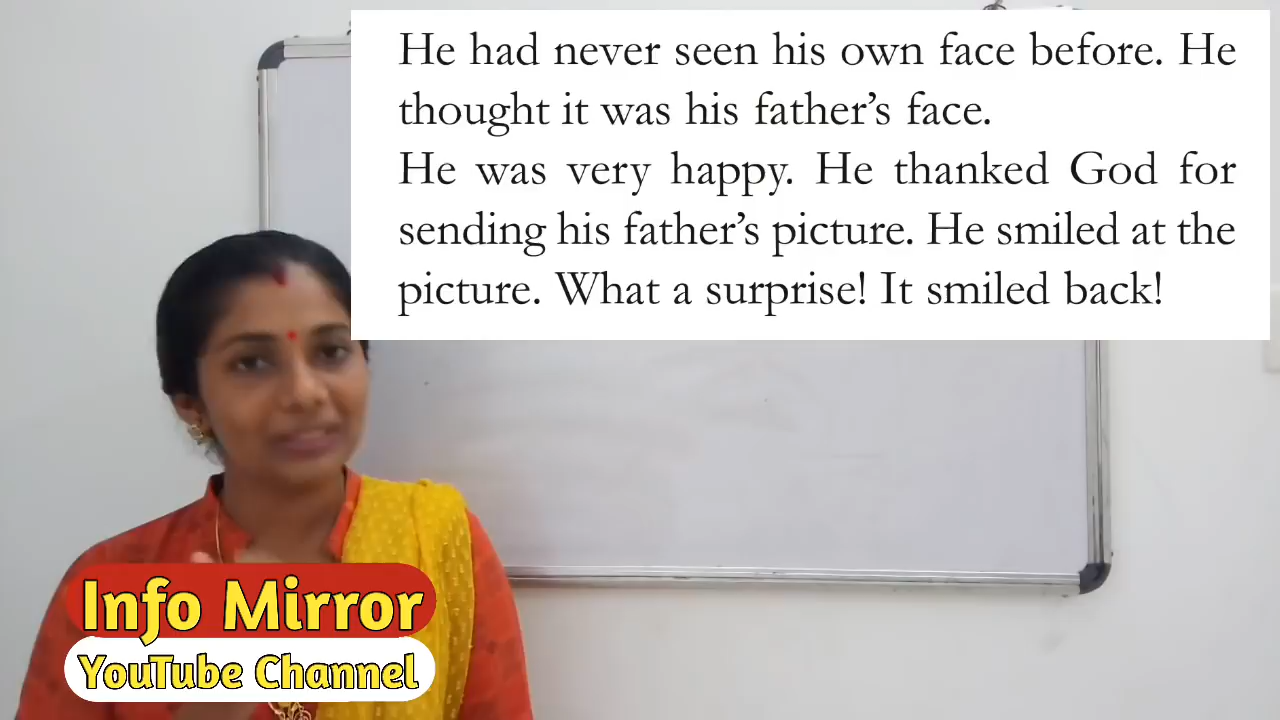 He had never seen his own face before. He
thought it was his father’s face.
He was very happy. He thanked God for
sending his father’s picture. He smiled at the
picture. What a surprise! It smiled back!
Info Mirror
YouTube Channel